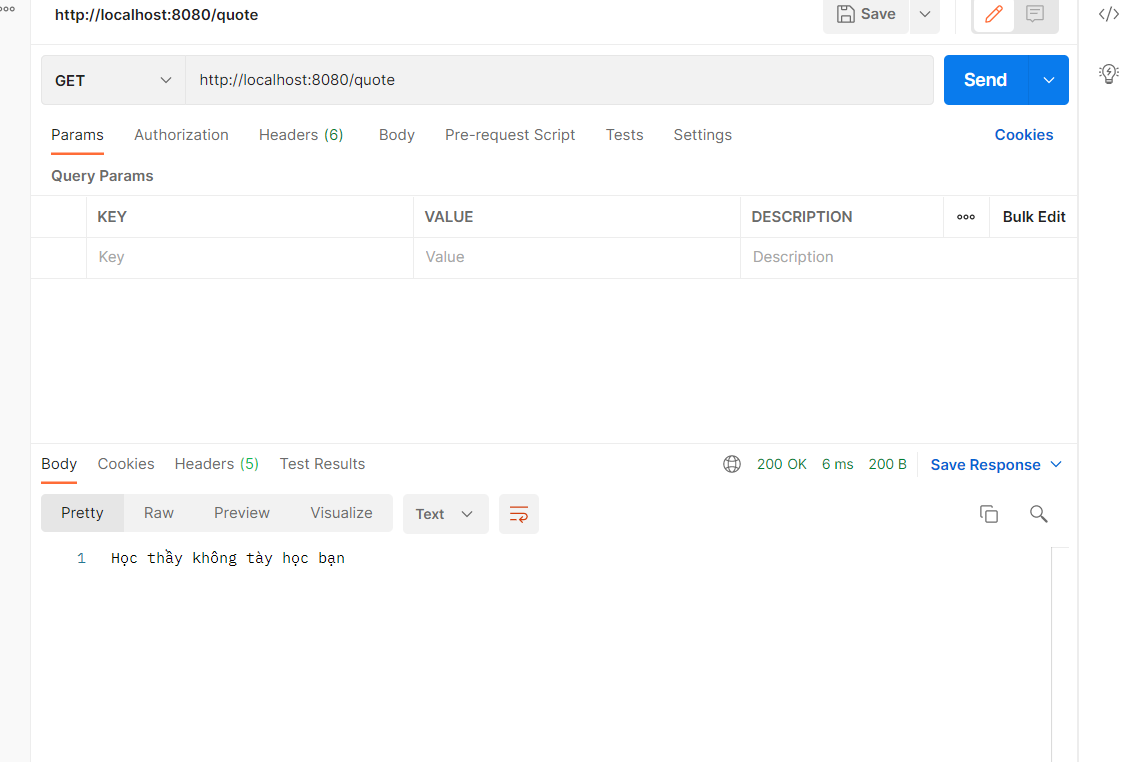 http://localhost:8080/quote
Save
GET
http://localhost:8080/quote
Send
Params Authorization Headers (6) Body Pre-request Script Tests Settings Cookies
Query Params
KEY VALUE DESCRIPTION Bulk Edit
Key Value Description
Body Cookies Headers (5) Test Results 200 OK 6 ms 200 B Save Response
Pretty Raw Preview Visualize Text
1 Học thầy không tày học bạn